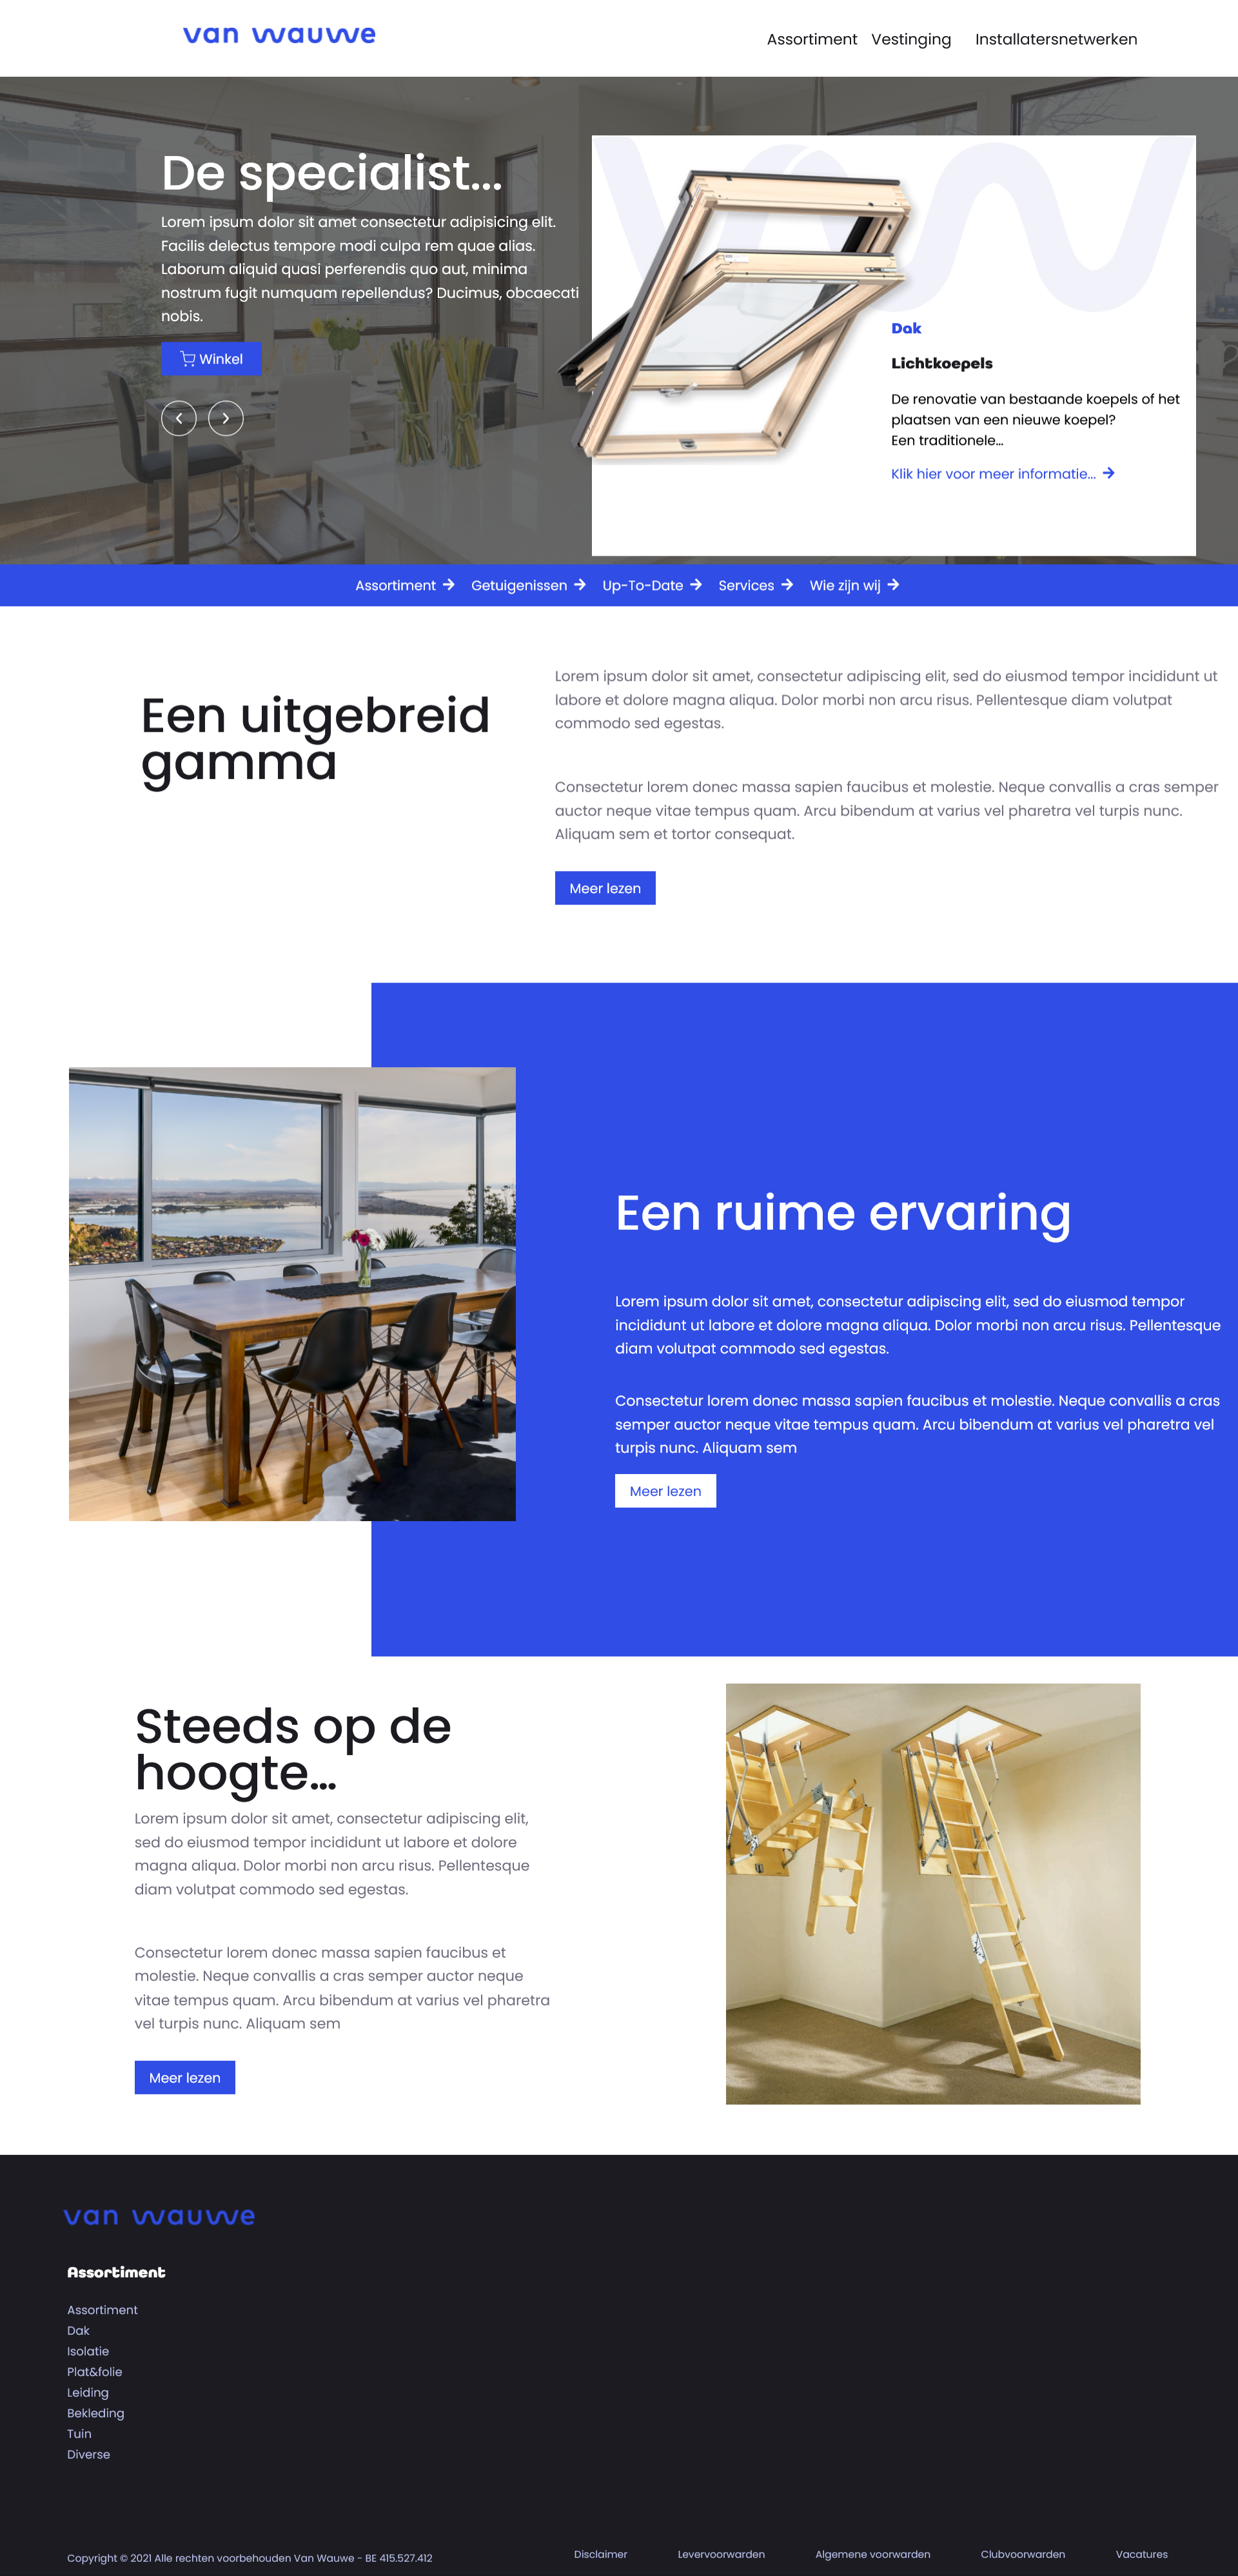 van wauwe
Assortiment Vestinging Installatersnetwerken
De specialist...
Lorem ipsum dolor sit amet consectetur adipisicing elit.
Facilis delectus tempore modi culpa rem quae alias.
Laborum aliquid quasi perferendis quo aut, minima
nostrum fugit numquam repellendus? Ducimus, obcaecati
nobis.
Winkel
Dak
Lichtkoepels
De renovatie van bestaande koepels of het
plaatsen van een nieuwe koepel?
Een traditionele...
Klik hier voor meer informatie...
Assortiment Getuigenissen Up-To-Date Services Wie zijn wij
Een uitgebreid
gamma
Lorem ipsum dolor sit amet, consectetur adipiscing elit, sed do eiusmod tempor incididunt ut
labore et dolore magna aliqua. Dolor morbi non arcu risus. Pellentesque diam volutpat
commodo sed egestas.
Consectetur lorem donec massa sapien faucibus et molestie. Neque convallis a cras semper
auctor neque vitae tempus quam. Arcu bibendum at varius vel pharetra vel turpis nunc.
Aliquam sem et tortor consequat.
Meer lezen
Een ruime ervaring
Lorem ipsum dolor sit amet, consectetur adipiscing elit, sed do eiusmod tempor
incididunt ut labore et dolore magna aliqua. Dolor morbi non arcu risus. Pellentesque
diam volutpat commodo sed egestas.
Consectetur lorem donec massa sapien faucibus et molestie. Neque convallis a cras
semper auctor neque vitae tempus quam. Arcu bibendum at varius vel pharetra vel
turpis nunc. Aliquam sem
Meer lezen
Steeds op de
hoogte...
Lorem ipsum dolor sit amet, consectetur adipiscing elit,
sed do eiusmod tempor incididunt ut labore et dolore
magna aliqua. Dolor morbi non arcu risus. Pellentesque
diam volutpat commodo sed egestas.
Consectetur lorem donec massa sapien faucibus et
molestie. Neque convallis a cras semper auctor neque
vitae tempus quam. Arcu bibendum at varius vel pharetra
vel turpis nunc. Aliquam sem
Meer lezen
van wauwe
Assortiment
Assortiment
Dak
Isolatie
Plat&folie
Leiding
Bekleding
Tuin
Diverse
Copyright © 2021 Alle rechten voorbehouden Van Wauwe - BE 415.527.412
Disclaimer Levervoorwarden Algemene voorwarden Clubvoorwarden Vacatures